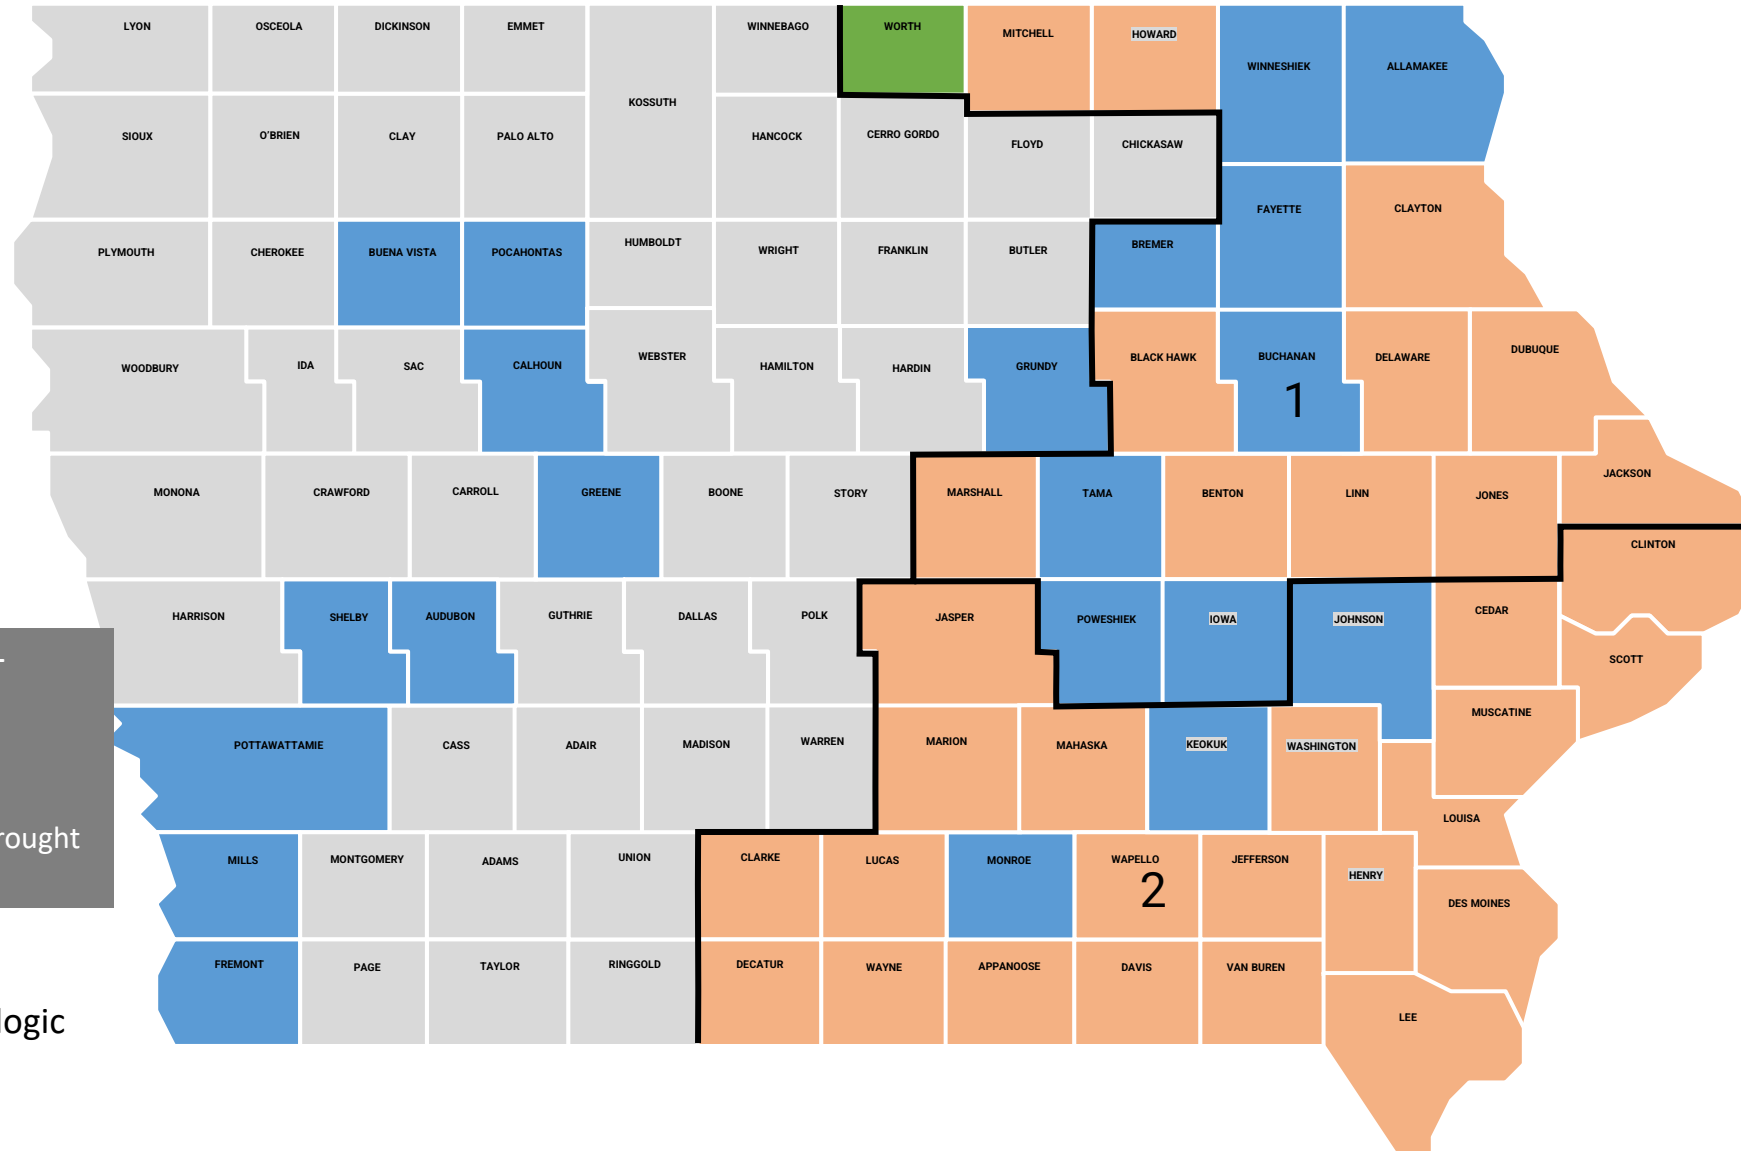 LYON
OSCEOLA
DICKINSON
EMMET
WINNEBAGO
WORTH
MITCHELL
HOWARD
WINNESHIEK
ALLAMAKEE
KOSSUTH
SIOUX
O'BRIEN
CLAY
PALO ALTO
HANCOCK
CERRO GORDO
FLOYD
CHICKASAW
FAYETTE
CLAYTON
PLYMOUTH
CHEROKEE
BUENA VISTA
POCAHONTAS
HUMBOLDT
WRIGHT
FRANKLIN
BUTLER
BREMER
WOODBURY
IDA
SAC
CALHOUN
WEBSTER
HAMILTON
HARDIN
GRUNDY
BLACK HAWK
BUCHANAN
DELAWARE
DUBUQUE
1
MONONA
CRAWFORD
CARROLL
GREENE
BOONE
STORY
MARSHALL
TAMA
BENTON
LINN
JONES
JACKSON
CLINTON
HARRISON
SHELBY
AUDUBON
GUTHRIE
DALLAS
POLK
JASPER
POWESHIEK
IOWA
JOHNSON
CEDAR
SCOTT
POTTAWATTAMIE
CASS
ADAIR
MADISON
WARREN
MARION
MAHASKA
KEOKUK
WASHINGTON
MUSCATINE
LOUISA
rought
MILLS
MONTGOMERY
ADAMS
UNION
CLARKE
LUCAS
MONROE
WAPELLO
2
JEFFERSON
HENRY
DES MOINES
FREMONT
PAGE
TAYLOR
RINGGOLD
DECATUR
WAYNE
APPANOOSE
DAVIS
VAN BUREN
LEE
logic